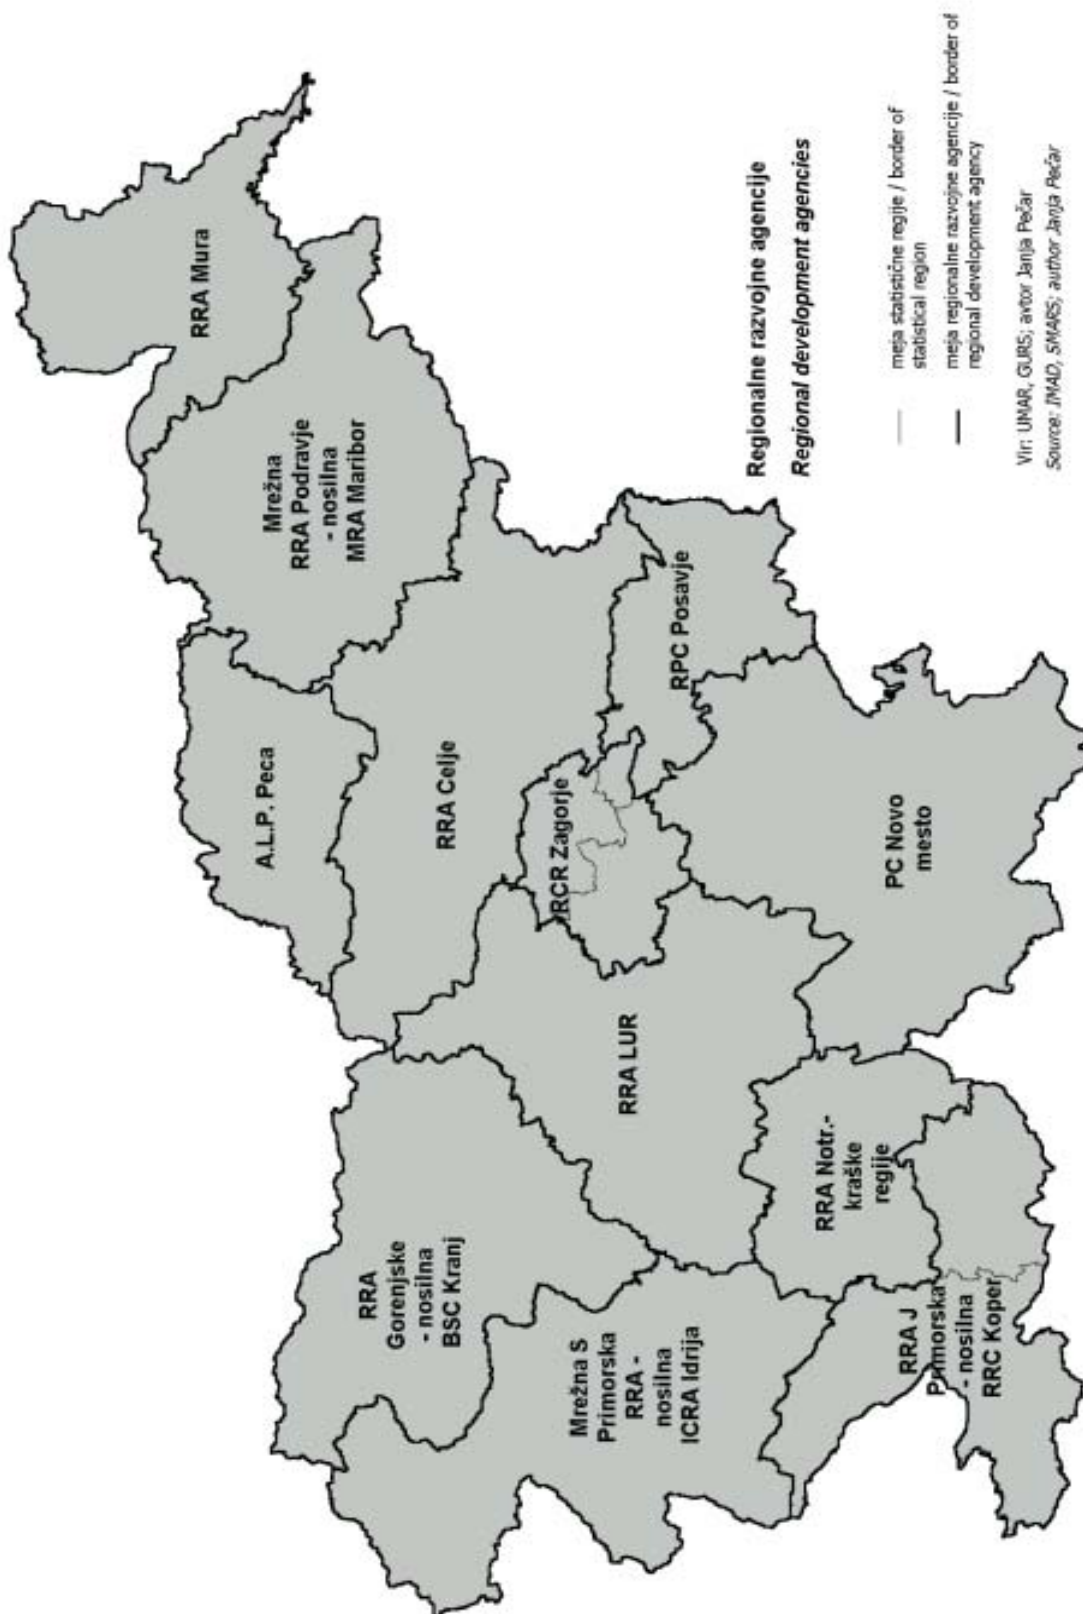 RRA Mura
Mrežna
RRA Podravje
- nosilna
MRA Maribor
A.L.P. Peca
RRA Celje
RPC Posavje
RCR Zagorje
PC Novo
mesto
RRA LUR
RRA
Gorenjske
- nosilna
BSC Kranj
Mrežna S
Primorska
RRA -
nosilna
ICRA Idrija
RRA Notr.-
kraške
regije
RRA J
Primorska
- nosilna
RRC Koper
Regionalne razvojne agencije
Regional development agencies
meja statistične regije / border of
statistical region
meja regionalne razvojne agencije / border of
regional development agency
Vir: UMAR, GURS; avtor Janja Pečar
Source: IMAD, SMARS; author Janja Pečar